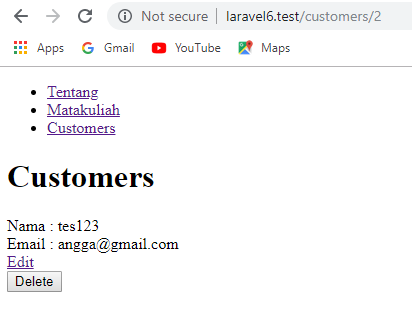 Not secure | laravel6.test/customers/2
Apps Gmail YouTube Maps
Tentang
Matakuliah
Customers
Customers
Nama : tes123
Email : angga@gmail.com
Edit
Delete